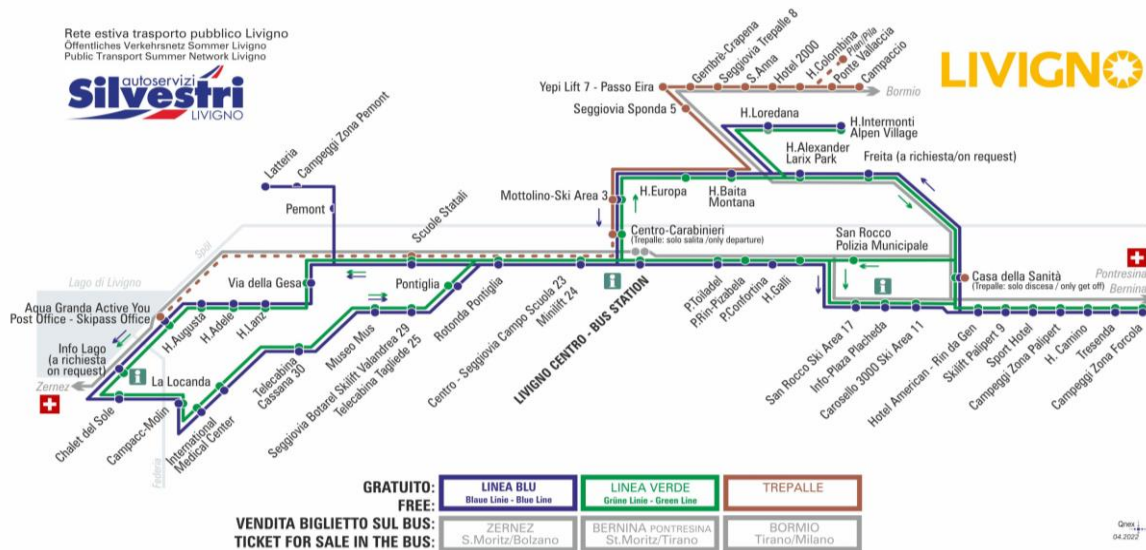 Rete estiva trasporto pubblico Livigno
Öffentliches Verkehrsnetz Sommer Livigno
Public Transport Summer Network Livigno
autoservizi
Silvestri
LIVIGNO
LIVIGNO
Gembrè-Crapena
Seggiovia Trepalle 8
S.Anna
Hotel 2000
H.Colombina
Plan/Pila
Ponte Vallaccia
Campaccio
Bormio
Yepi Lift 7 - Passo Eira
Seggiovia Sponda 5
H.Loredana
H.Intermonti
Alpen Village
H.Alexander
Larix Park
Freita (a richiesta/on request)
Latteria
Campeggi Zona Pemont
Pemont
Mottolino-Ski Area 3
H.Europa
H.Baita
Montana
Scuole Statali
Centro-Carabinieri
(Trepalle: solo salita /only departure)
San Rocco
Polizia Municipale
Spöl
Lago di Livigno
Via della Gesa
Pontiglia
Casa della Sanità
(Trepalle: solo discesa / only get off)
Pontresina
Bernina
Aqua Granda Active You
Post Office - Skipass Office
H.Augusta
H.Adele
H.Lanz
Museo Mus
Rotonda Pontiglia
Centro - Seggiovia Campo Scuola 23
Minilift 24
LIVIGNO CENTRO - BUS STATION
P.Toiladel
P.Rin-Pizabela
P.Confortina
H.Galli
Info Lago
(a richiesta
on request)
Zernez
La Locanda
Telecabina
Cassana 30
Seggiovia Botarel Skilift Valandrea 29
Telecabina Tagliede 25
San Rocco Ski Area 17
Info-Plaza Placheda
Carosello 3000 Ski Area 11
Hotel American - Rin da Gen
Skilift Palipert 9
Sport Hotel
Campeggi Zona Palipert
H. Camino
Tresenda
Campeggi Zona Forcola
Chalet del Sole
Campacc-Molin
International
Medical Center
Federia
GRATUITO:
FREE:
LINEA BLU
Blaue Linie - Blue Line
LINEA VERDE
Grüne Linie - Green Line
TREPALLE
VENDITA BIGLIETTO SUL BUS:
TICKET FOR SALE IN THE BUS:
ZERNEZ
S.Moritz/Bolzano
BERNINA PONTRESINA
St.Moritz/Tirano
BORMIO
Tirano/Milano
Qnex
04.2022